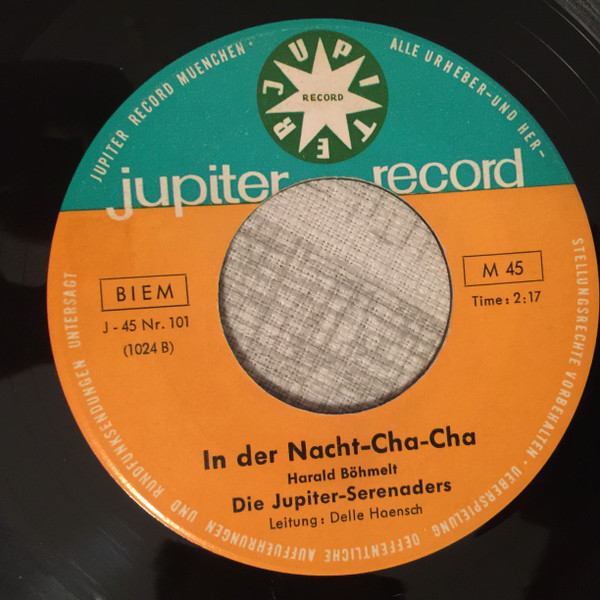 JUPITER RECORD MUENCHEN · ALLE URHEBER-UND HER-
STELLUNGSRECHTE VORBEHALTEN · UEBERSPIELUNG. OEFFENTLICHE AUFFUEHRUNGEN UND RUNDFUNKSENDUNGEN UNTERSAGT
JUPITER
RECORD
jupiter record
BIEM
J-45 Nr. 101
(1024 B)
M 45
Time: 2:17
In der Nacht-Cha-Cha
Harald Böhmelt
Die Jupiter-Serenaders
Leitung: Delle Haensch